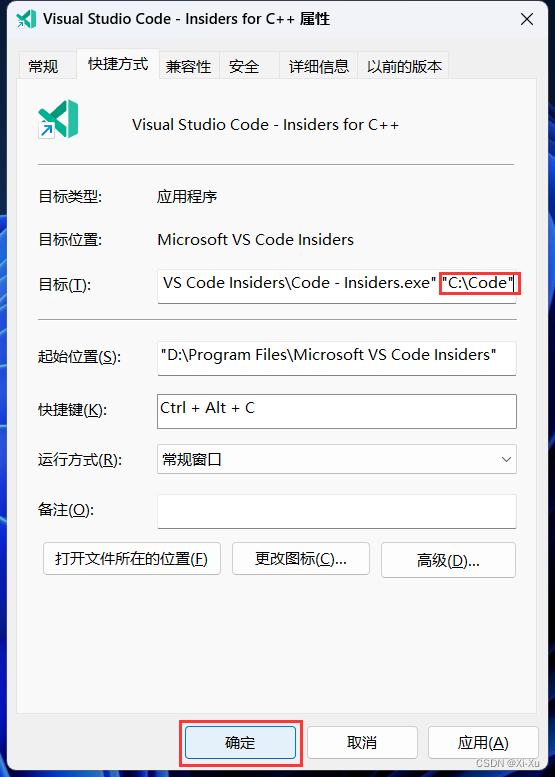 Visual Studio Code - Insiders for C++ 属性
常规 快捷方式 兼容性 安全 详细信息 以前的版本
Visual Studio Code - Insiders for C++
目标类型: 应用程序
目标位置: Microsoft VS Code Insiders
目标(T): VS Code Insiders\Code - Insiders.exe" "C:\Code"
起始位置(S): "D:\Program Files\Microsoft VS Code Insiders"
快捷键(K): Ctrl + Alt + C
运行方式(R): 常规窗口
备注(O):
打开文件所在的位置(F) 更改图标(C)... 高级(D)...
确定 取消 应用(A)
CSDN @Xi-Xu